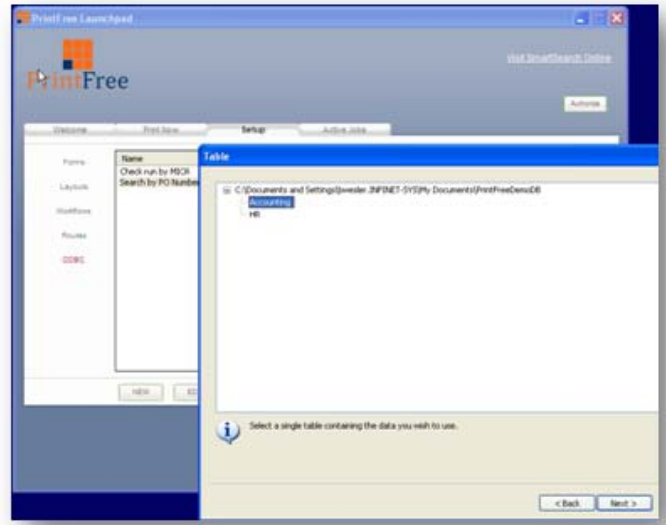 PrintFree Launchpad
PrintFree
Visit SmartSearch Online
Authorize
Welcome
Print Now
Setup
Active Jobs
Forms
Layouts
Workflows
Routes
ODBC
Name
Check run by MICR
Search by PO Number
NEW
Table
C:\Documents and Settings\jwesler.INFINET-SYS\My Documents\PrintFreeDemoDB
Accounting
HR
Select a single table containing the data you wish to use.
< Back
Next >